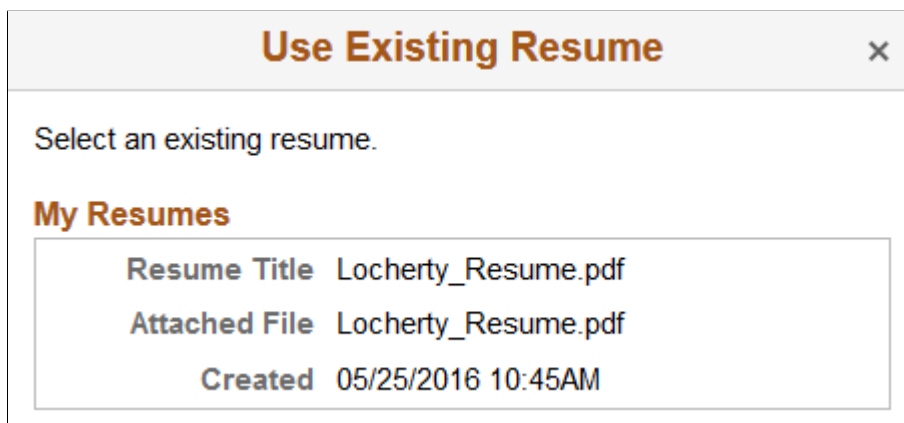 Use Existing Resume ×
Select an existing resume.
My Resumes
Resume Title Locherty_Resume.pdf
Attached File Locherty_Resume.pdf
Created 05/25/2016 10:45AM